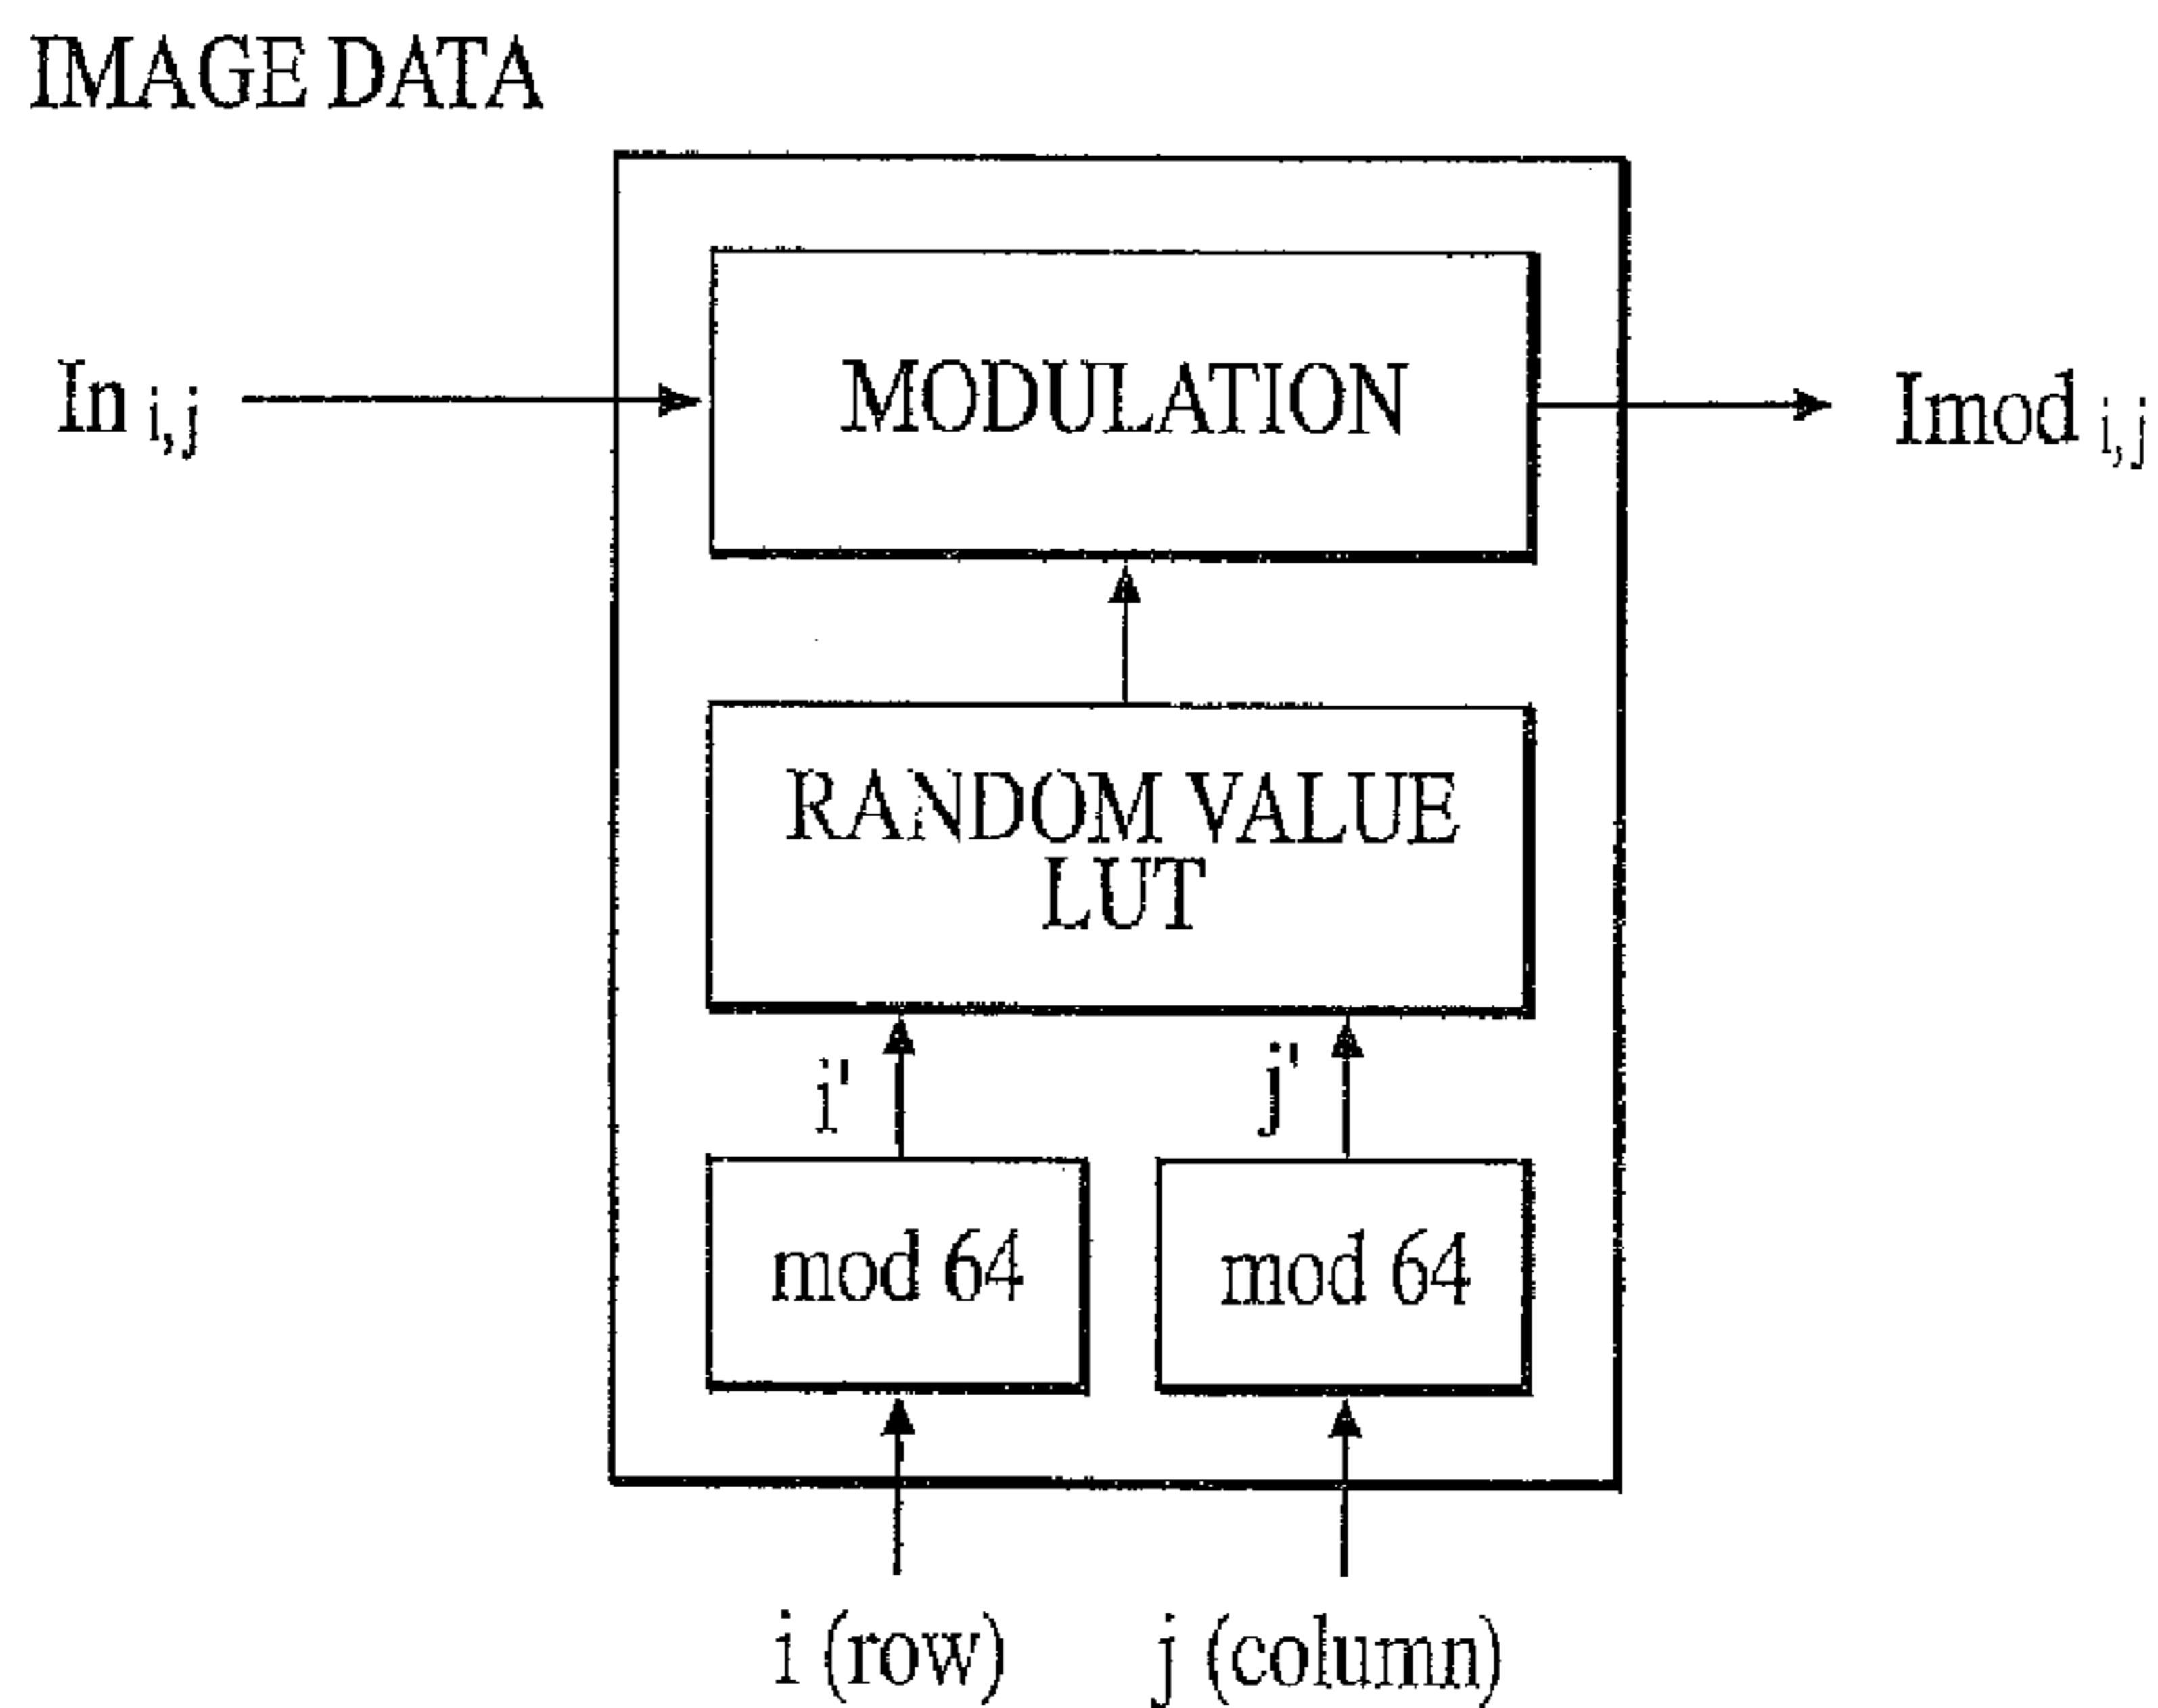 IMAGE DATA
In i,j
MODULATION
Imod i,j
RANDOM VALUE
LUT
i'
j'
mod 64
mod 64
i (row)
j (column)